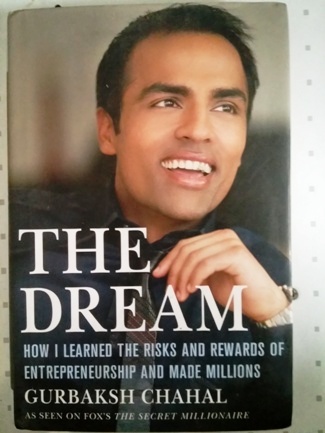 THE
DREAM
HOW I LEARNED THE RISKS AND REWARDS OF
ENTREPRENEURSHIP AND MADE MILLIONS
GURBAKSH CHAHAL
AS SEEN ON FOX'S THE SECRET MILLIONAIRE